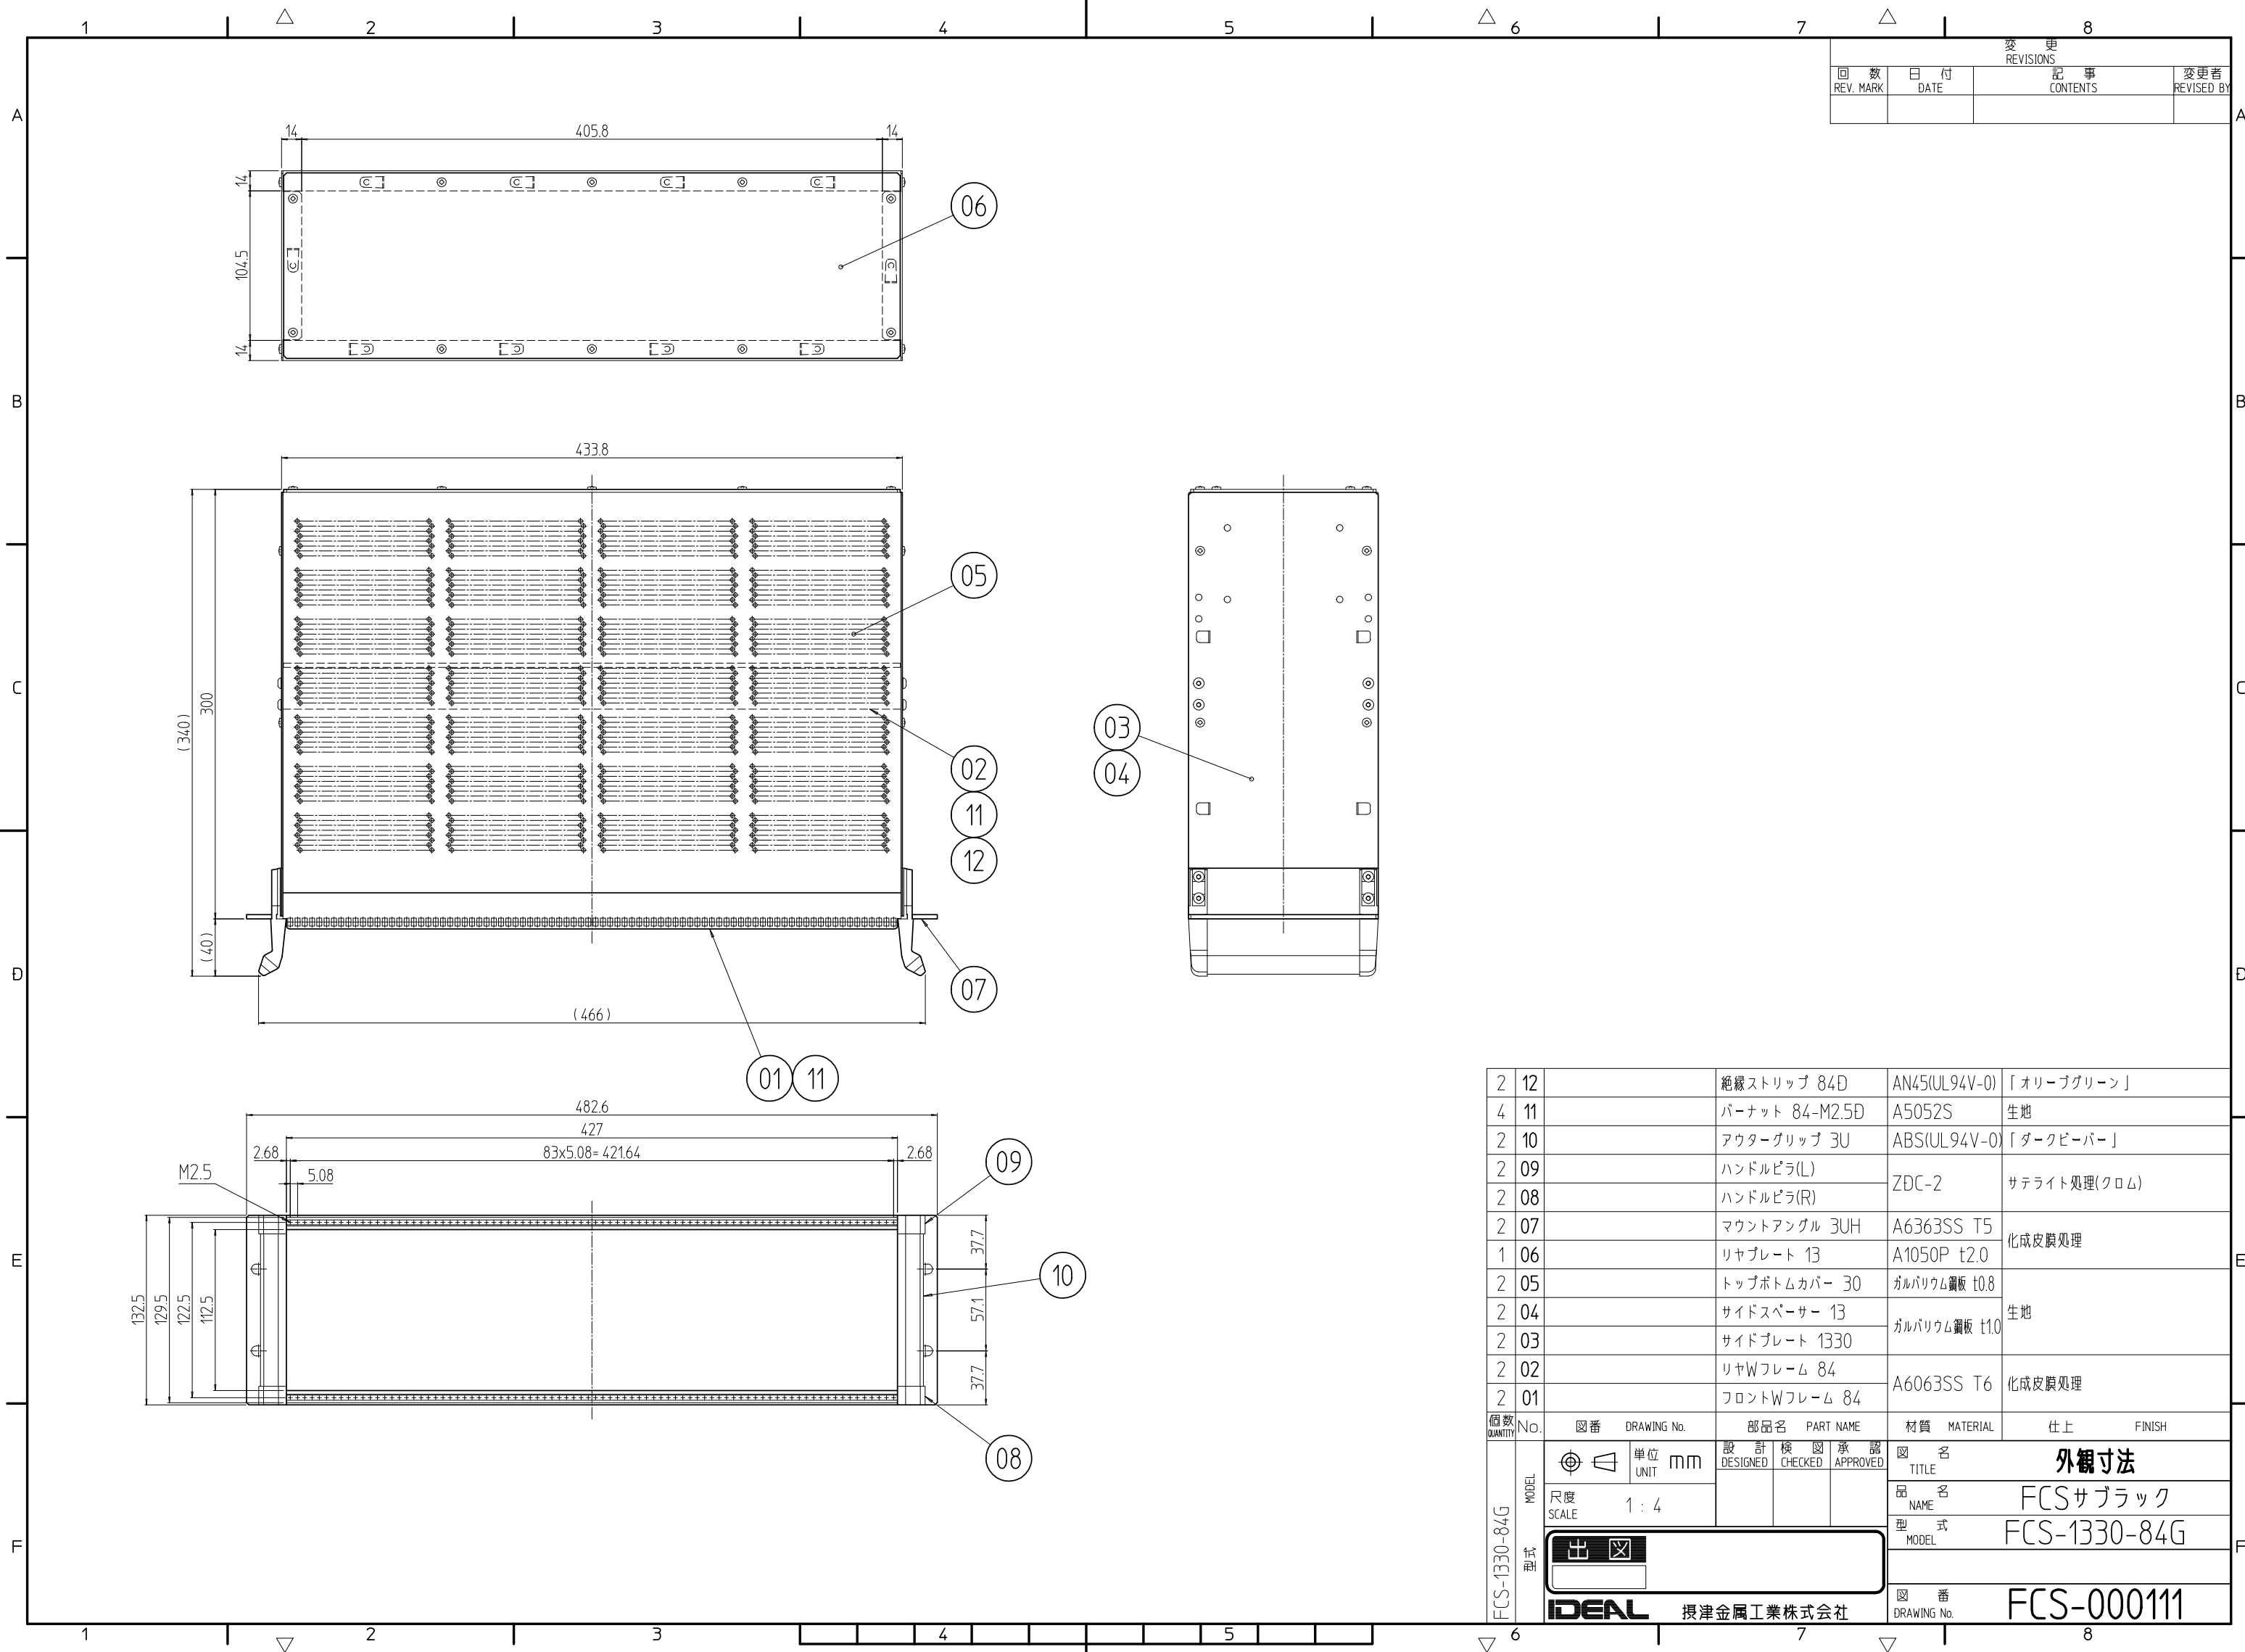 1 2 3 4 5 6 7 8
変更
REVISIONS
回数 日付 記事 変更者
REV. MARK DATE CONTENTS REVISED BY
A A
14 405.8 14
14
104.5
14
06
B B
433.8
05
C C
(340)
300
02
11
12
03
04
(40)
07
D D
(466)
01 11
482.6
427
2.68 83x5.08=421.64 2.68
M2.5
5.08
09
10
08
132.5
129.5
122.5
112.5
37.7
57.1
37.7
E E
2 12 絶縁ストリップ 84D AN45(UL94V-0) 「オリーブグリーン」
4 11 バーナット 84-M2.5D A5052S 生地
2 10 アウターグリップ 3U ABS(UL94V-0) 「ダークビーバー」
2 09 ハンドルピラ(L) ZDC-2 サテライト処理(クロム)
2 08 ハンドルピラ(R)
2 07 マウントアングル 3UH A6363SS T5 化成皮膜処理
1 06 リヤプレート 13 A1050P t2.0
2 05 トップボトムカバー 30 ガルバリウム鋼板 t0.8 生地
2 04 サイドスペーサー 13 ガルバリウム鋼板 t1.0
2 03 サイドプレート 1330
2 02 リヤWフレーム 84 A6063SS T6 化成皮膜処理
2 01 フロントWフレーム 84
個数 QUANTITY No. 図番 DRAWING No. 部品名 PART NAME 材質 MATERIAL 仕上 FINISH
FCS-1330-84G
型式 MODEL
単位 UNIT mm
設計 DESIGNED 検図 CHECKED 承認 APPROVED
尺度 SCALE 1 : 4
図名 TITLE 外観寸法
品名 NAME FCSサブラック
型式 MODEL FCS-1330-84G
出図
IDEAL 摂津金属工業株式会社
図番 DRAWING No. FCS-000111
F F
1 2 3 4 5 6 7 8